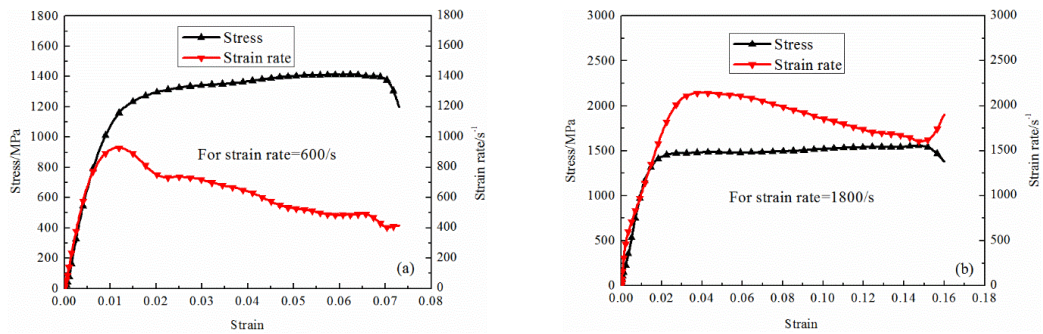 1800
1600
1400
1200
1000
800
600
400
200
0
Stress/MPa
Stress
Strain rate
For strain rate=600/s
(a)
0.00 0.01 0.02 0.03 0.04 0.05 0.06 0.07 0.08
Strain
1800
1600
1400
1200
1000
800
600
400
200
0
Strain rate/s-1
3000
2500
2000
1500
1000
500
0
Stress/MPa
Stress
Strain rate
For strain rate=1800/s
(b)
0.00 0.02 0.04 0.06 0.08 0.10 0.12 0.14 0.16 0.18
Strain
3000
2500
2000
1500
1000
500
0
Strain rate/s-1